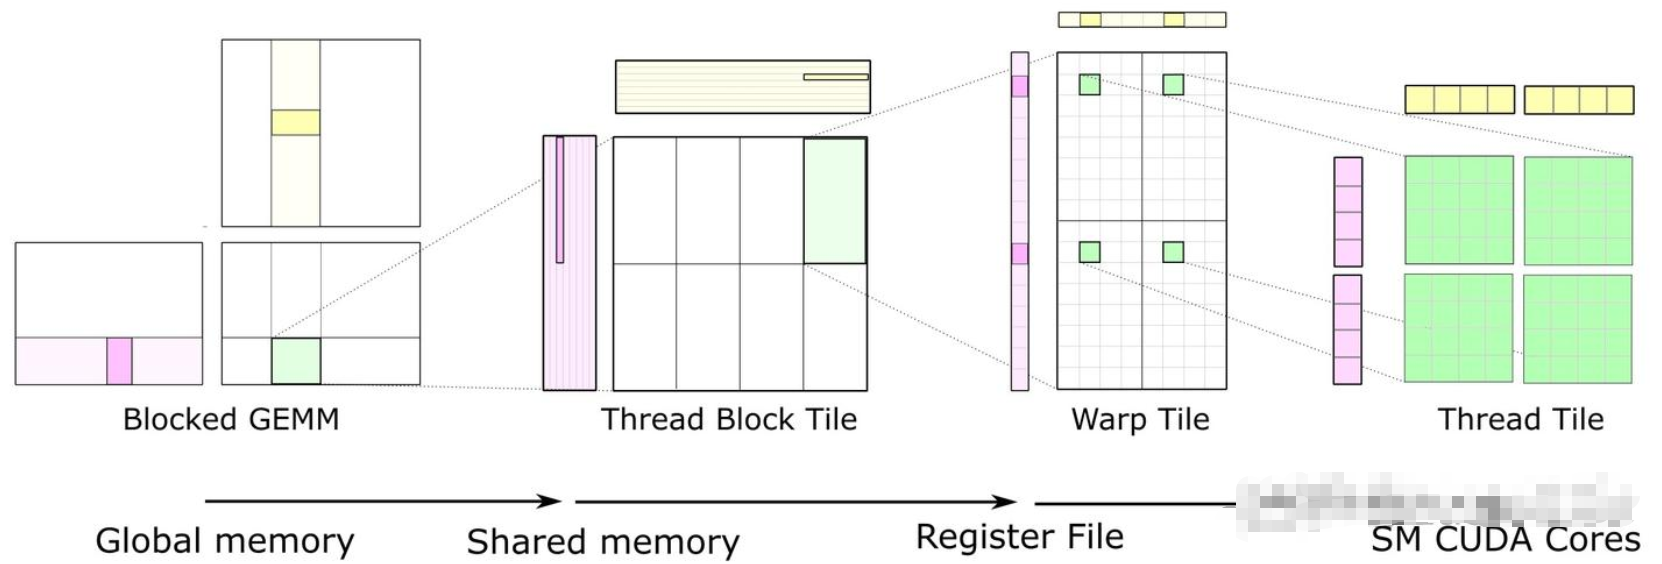 Blocked GEMM
Thread Block Tile
Warp Tile
Thread Tile
Global memory
Shared memory
Register File
SM CUDA Cores